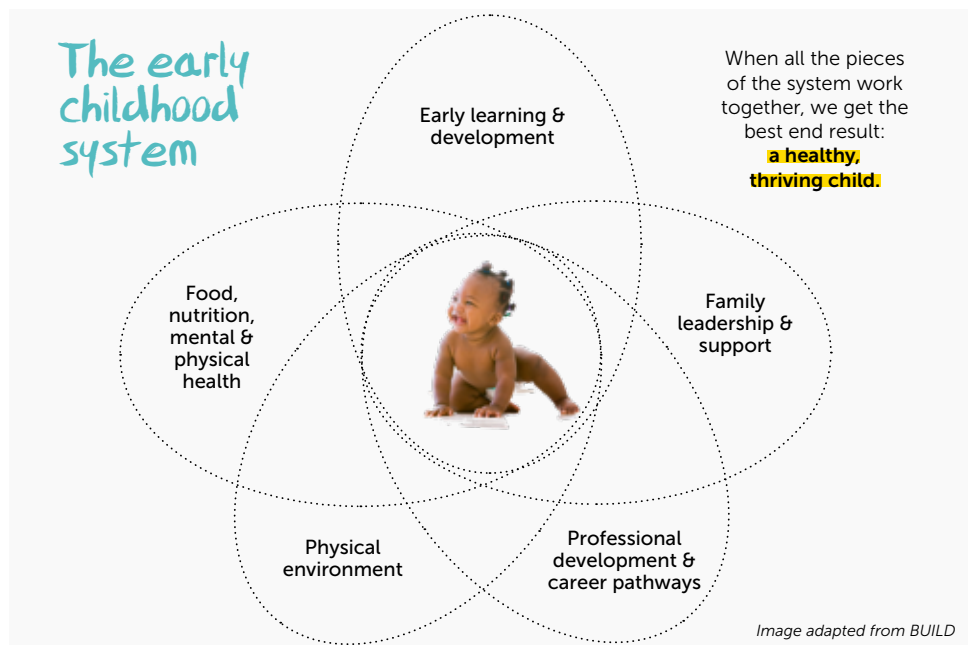 The early
childhood
system
When all the pieces
of the system work
together, we get the
best end result:
a healthy,
thriving child.
Early learning &
development
Food,
nutrition,
mental &
physical
health
Family
leadership &
support
Physical
environment
Professional
development &
career pathways
Image adapted from BUILD